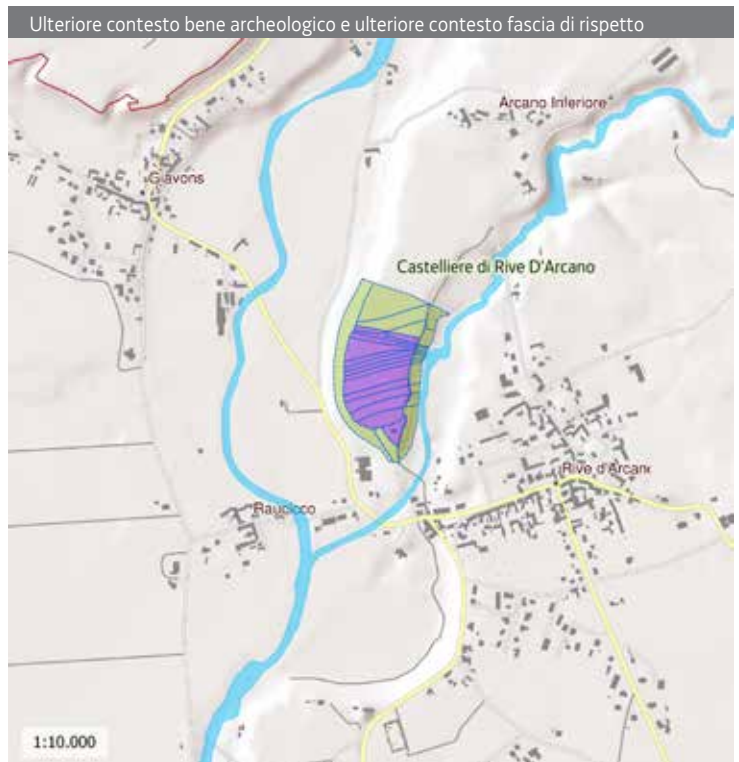 Ulteriore contesto bene archeologico e ulteriore contesto fascia di rispetto
Arcano Inferiore
Giavons
Castelliere di Rive D'Arcano
Rive d'Arcano
Raucicco
1:10.000